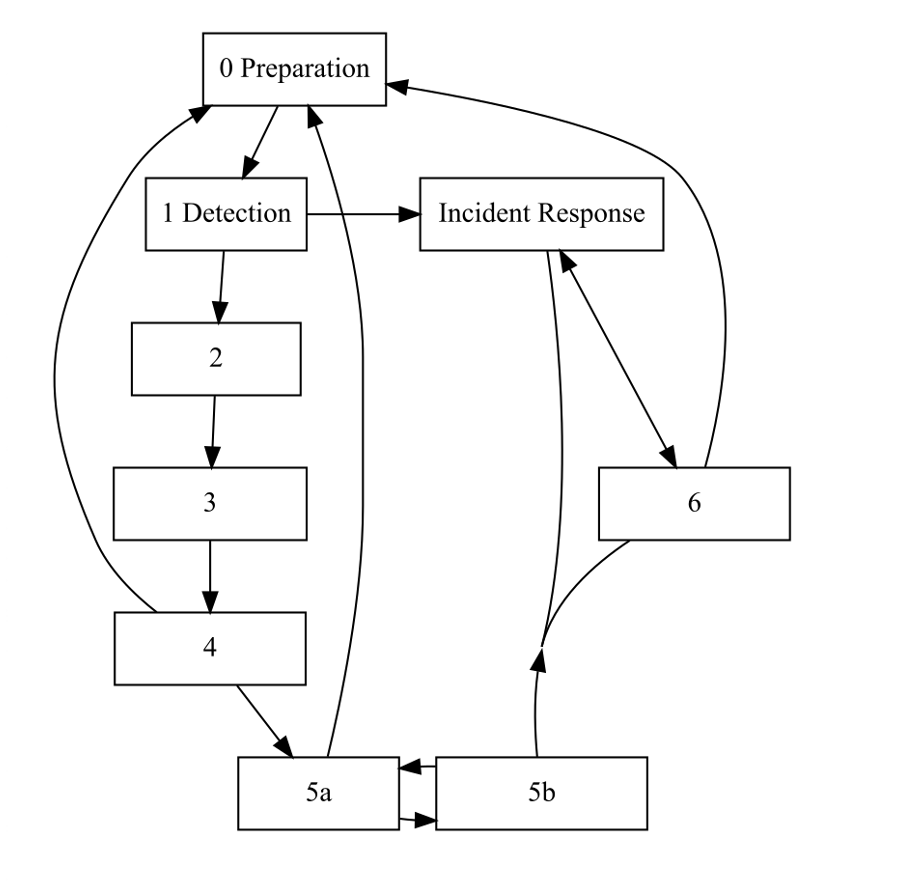 0 Preparation
1 Detection
Incident Response
2
3
6
4
5a
5b